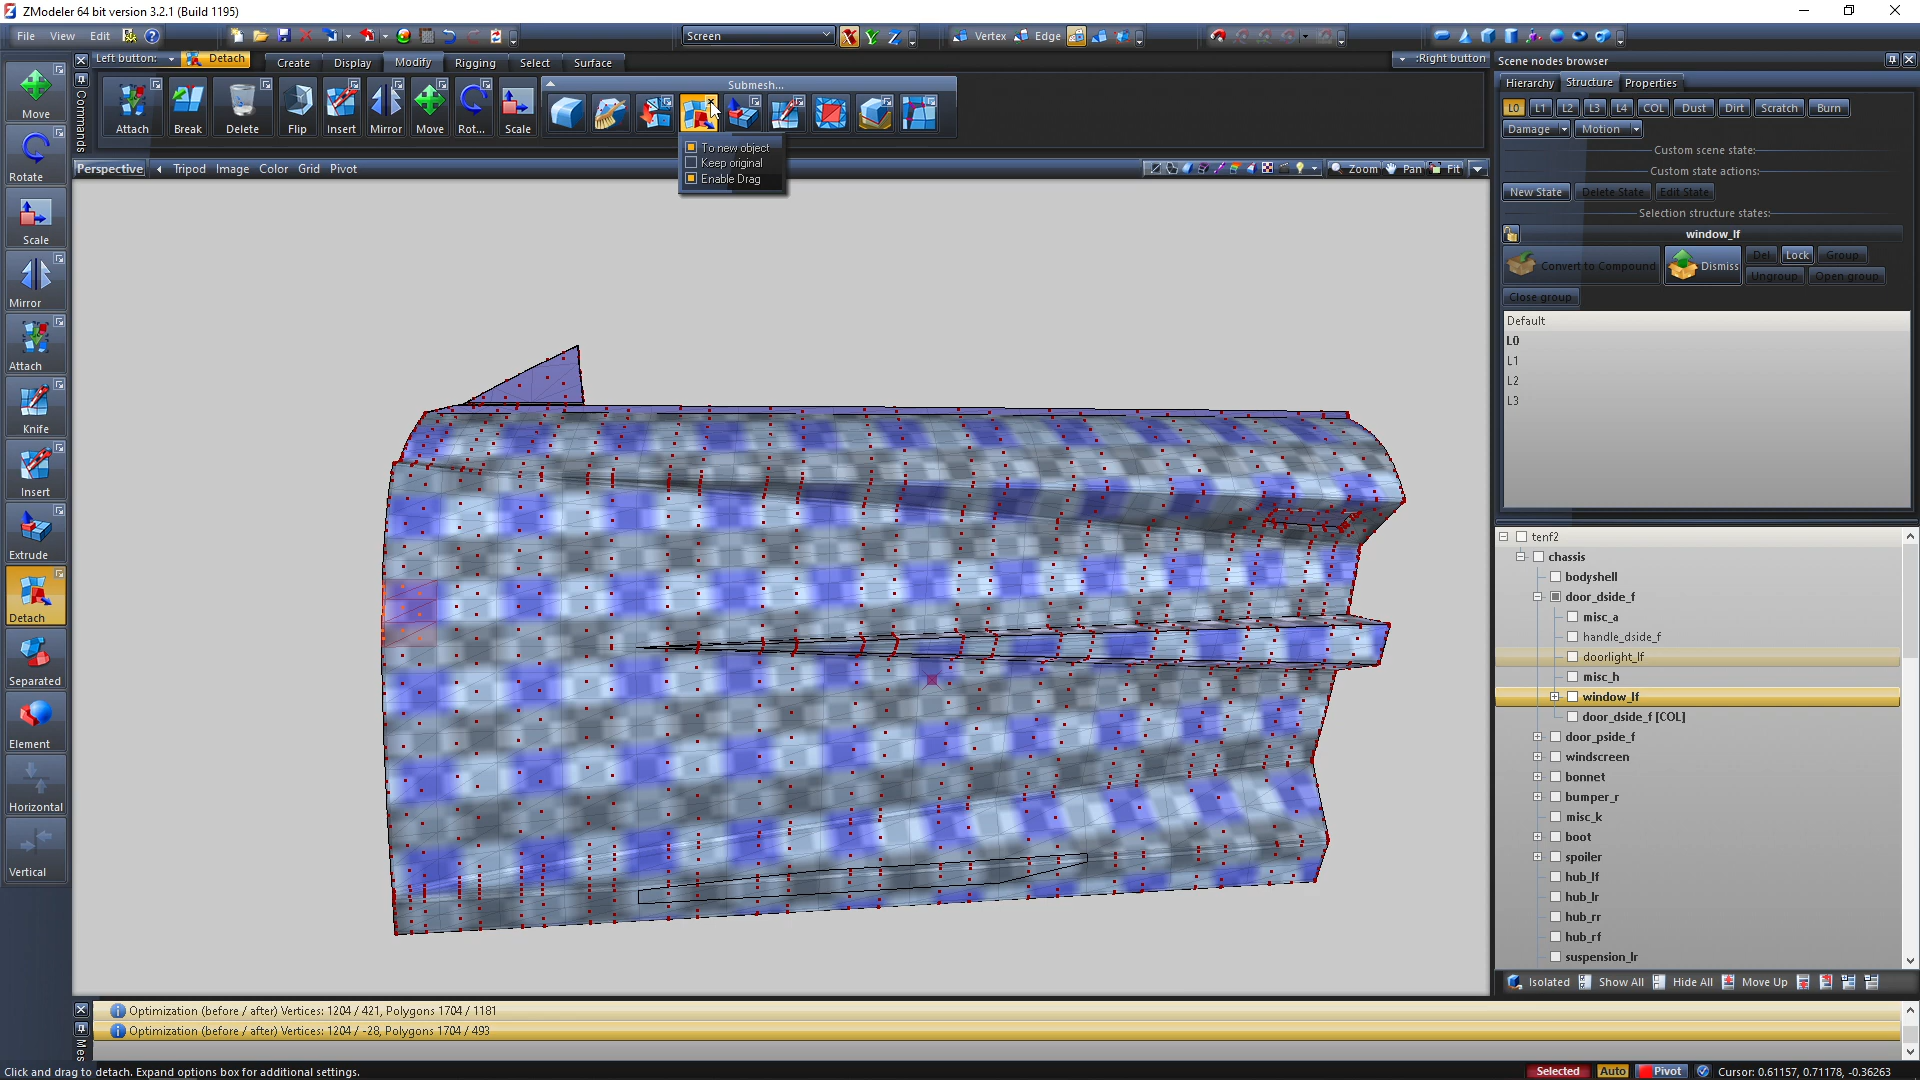 ZModeler 64 bit version 3.2.1 (Build 1195)
File View Edit
Screen
Vertex Edge
Left button: Detach
Create Display Modify Rigging Select Surface
:Right button
Commands
Attach Break Delete Flip Insert Mirror Move Rot... Scale
Submesh...
To new object
Keep original
Enable Drag
Perspective Tripod Image Color Grid Pivot
Zoom Pan Fit
Move
Rotate
Scale
Mirror
Attach
Knife
Insert
Extrude
Detach
Separated
Element
Horizontal
Vertical
Scene nodes browser
Hierarchy Structure Properties
L0 L1 L2 L3 L4 COL Dust Dirt Scratch Burn
Damage Motion
Custom scene state:
Custom state actions:
New State Delete State Edit State
Selection structure states:
window_lf
Convert to Compound Dismiss Del Lock Group
Ungroup Open group
Close group
Default
L0
L1
L2
L3
tenf2
chassis
bodyshell
door_dside_f
misc_a
handle_dside_f
doorlight_lf
misc_h
window_lf
door_dside_f [COL]
door_pside_f
windscreen
bonnet
bumper_r
misc_k
boot
spoiler
hub_lf
hub_lr
hub_rr
hub_rf
suspension_lr
Isolated Show All Hide All Move Up
Optimization (before / after) Vertices: 1204 / 421, Polygons 1704 / 1181
Optimization (before / after) Vertices: 1204 / -28, Polygons 1704 / 493
Mes
Click and drag to detach. Expand options box for additional settings.
Selected Auto Pivot Cursor: 0.61157, 0.71178, -0.36263